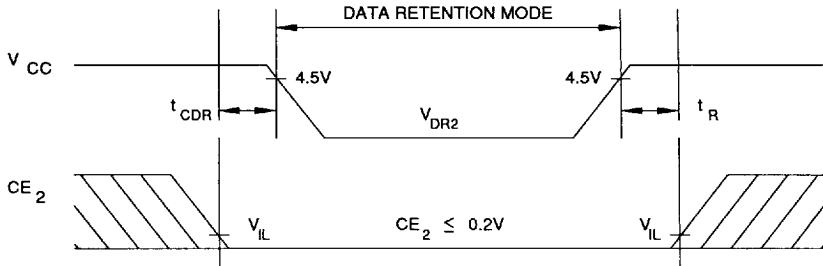 DATA RETENTION MODE
V CC
4.5V
4.5V
t CDR
V DR2
t R
CE 2
V IL
CE 2 ≤ 0.2V
V IL